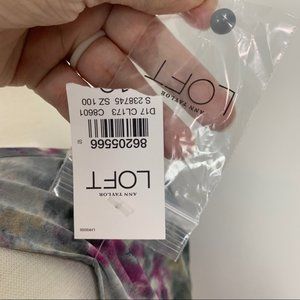 LOFT
ANN TAYLOR
S 238745 SZ 100
D17 CL173 C8601
86205566
LOFT
ANN TAYLOR